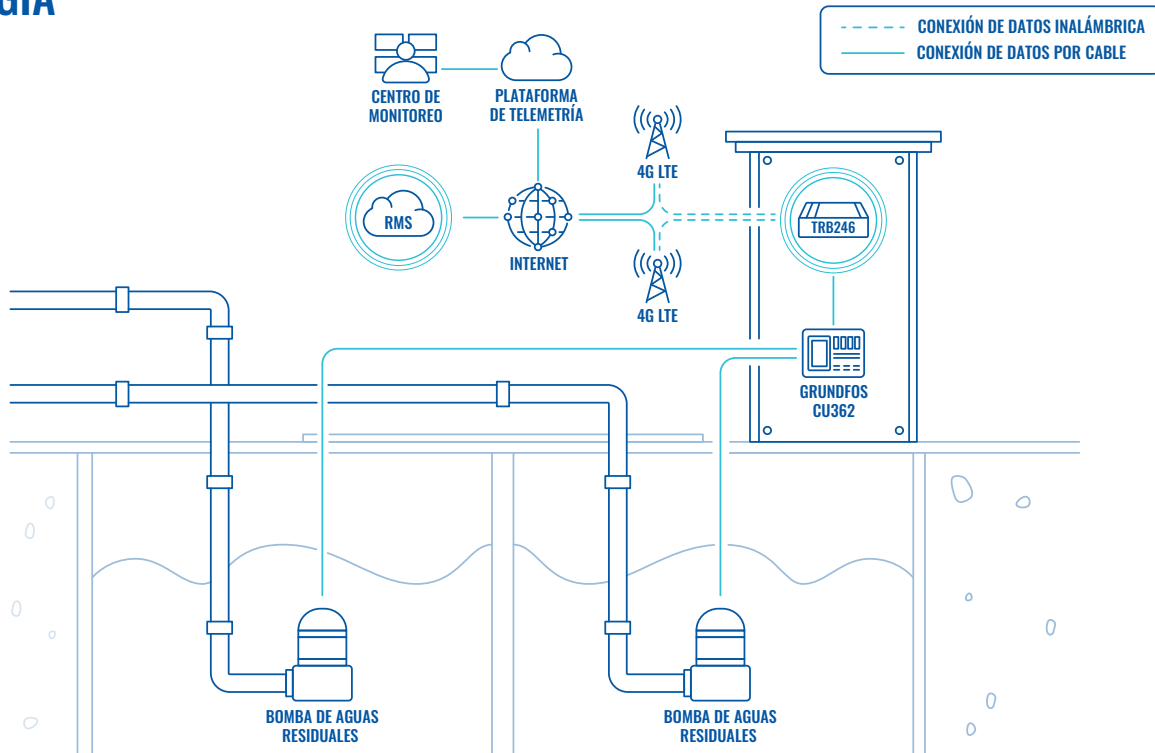 CONEXIÓN DE DATOS INALÁMBRICA
CONEXIÓN DE DATOS POR CABLE
CENTRO DE
MONITOREO
PLATAFORMA
DE TELEMETRÍA
4G LTE
RMS
INTERNET
4G LTE
TRB246
GRUNDFOS
CU362
BOMBA DE AGUAS
RESIDUALES
BOMBA DE AGUAS
RESIDUALES